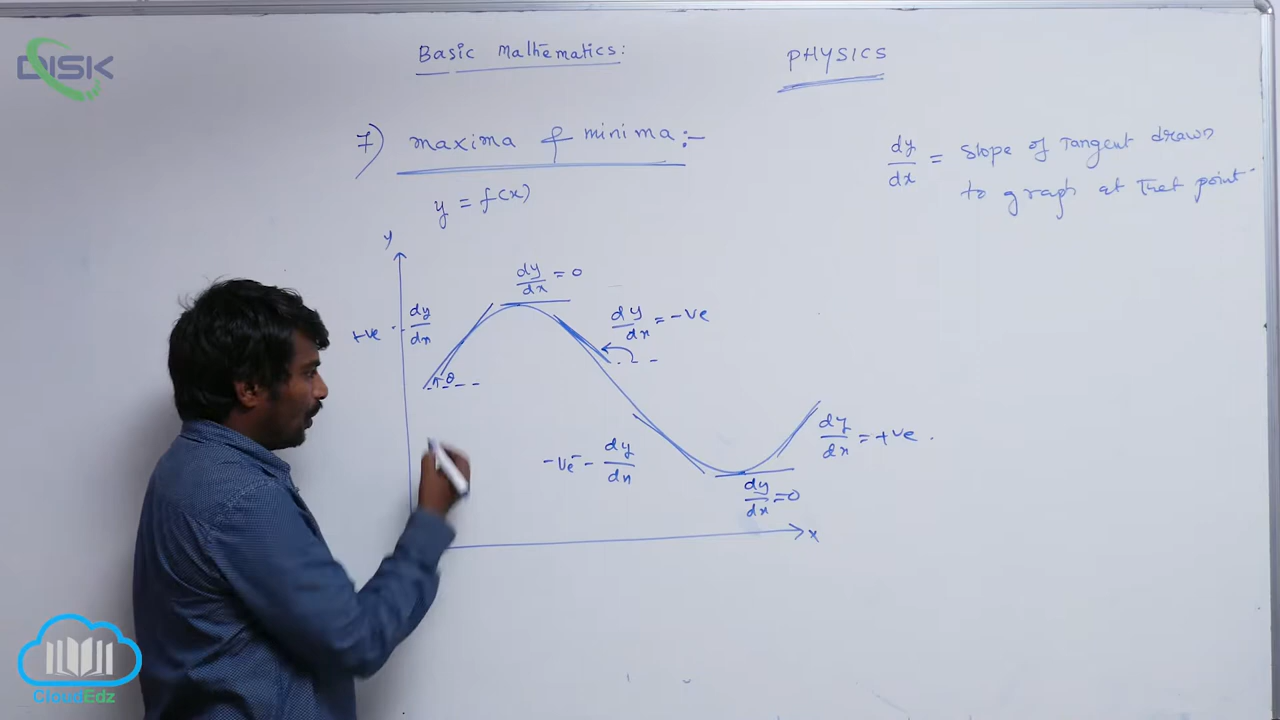 DISK
Basic Mathematics:
PHYSICS
7) maxima & minima:-
y = f(x)
dy/dx = Slope of Tangent drawn
to graph at that point
y
dy/dx = 0
+ve - dy/dx
dy/dx = -ve
θ
dy/dx = +ve.
-ve - dy/dx
dy/dx = 0
x
CloudEdz